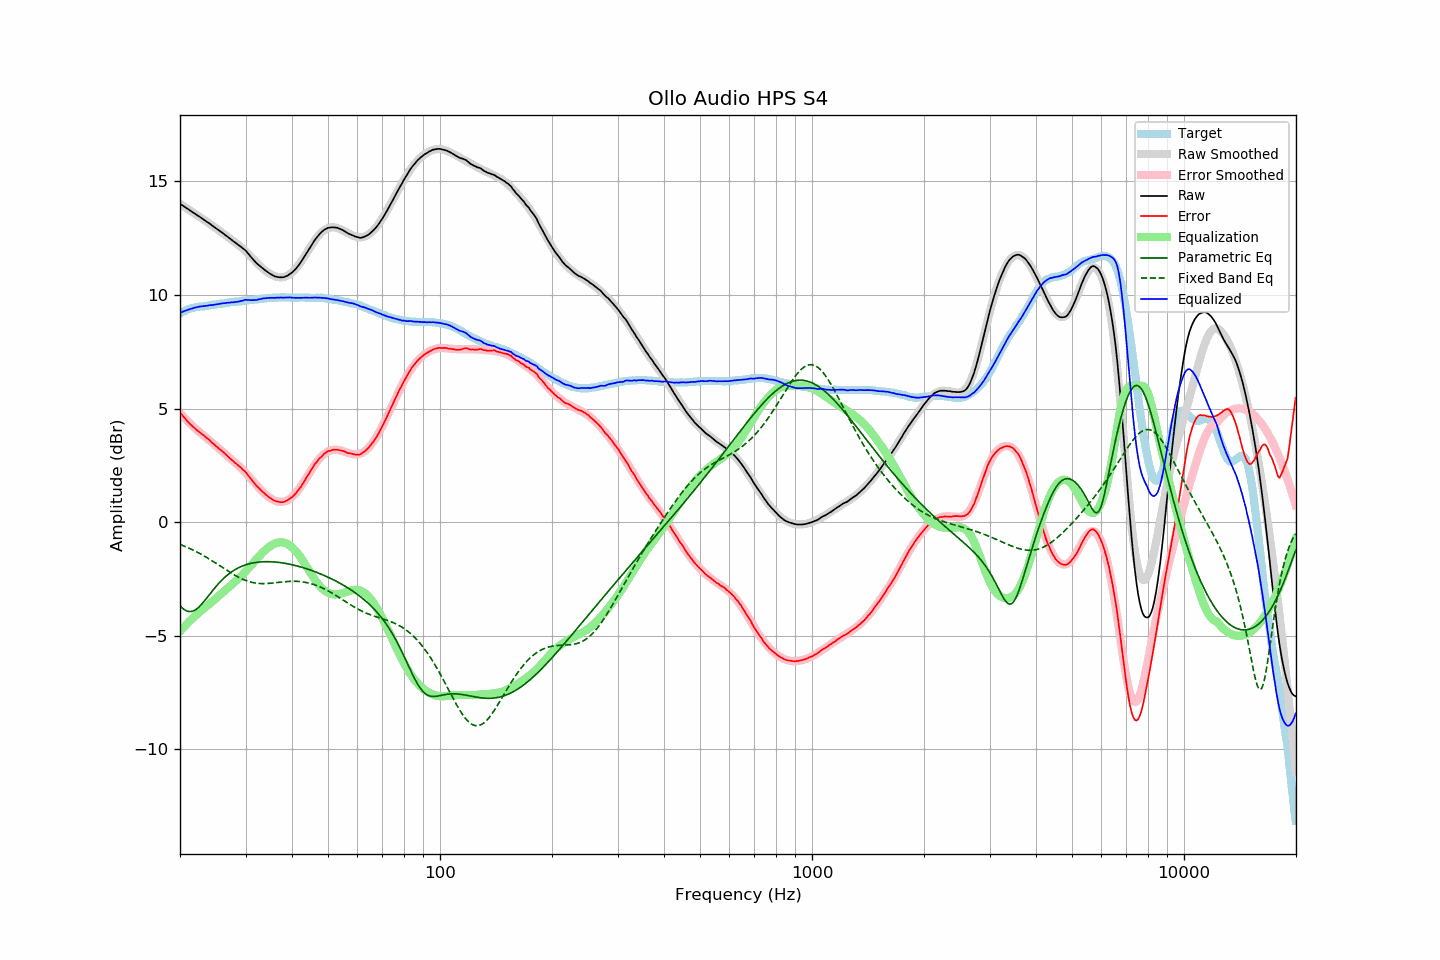 Ollo Audio HPS S4
Target
Raw Smoothed
Error Smoothed
Raw
Error
Equalization
Parametric Eq
Fixed Band Eq
Equalized
15
10
5
0
−5
−10
Amplitude (dBr)
100
1000
10000
Frequency (Hz)